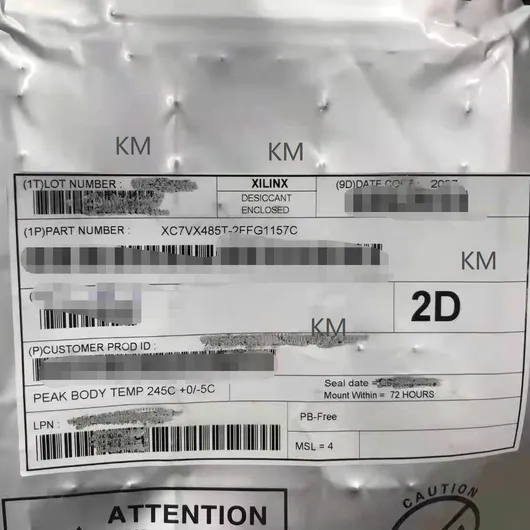 KM
KM
(1T)LOT NUMBER :
XILINX
DESICCANT
ENCLOSED
(9D)DATE
(1P)PART NUMBER : XC7VX485T-2FFG1157C
KM
2D
KM
(P)CUSTOMER PROD ID :
PEAK BODY TEMP 245C +0/-5C
Seal date =
Mount Within = 72 HOURS
LPN :
PB-Free
MSL = 4
ATTENTION
CAUTION